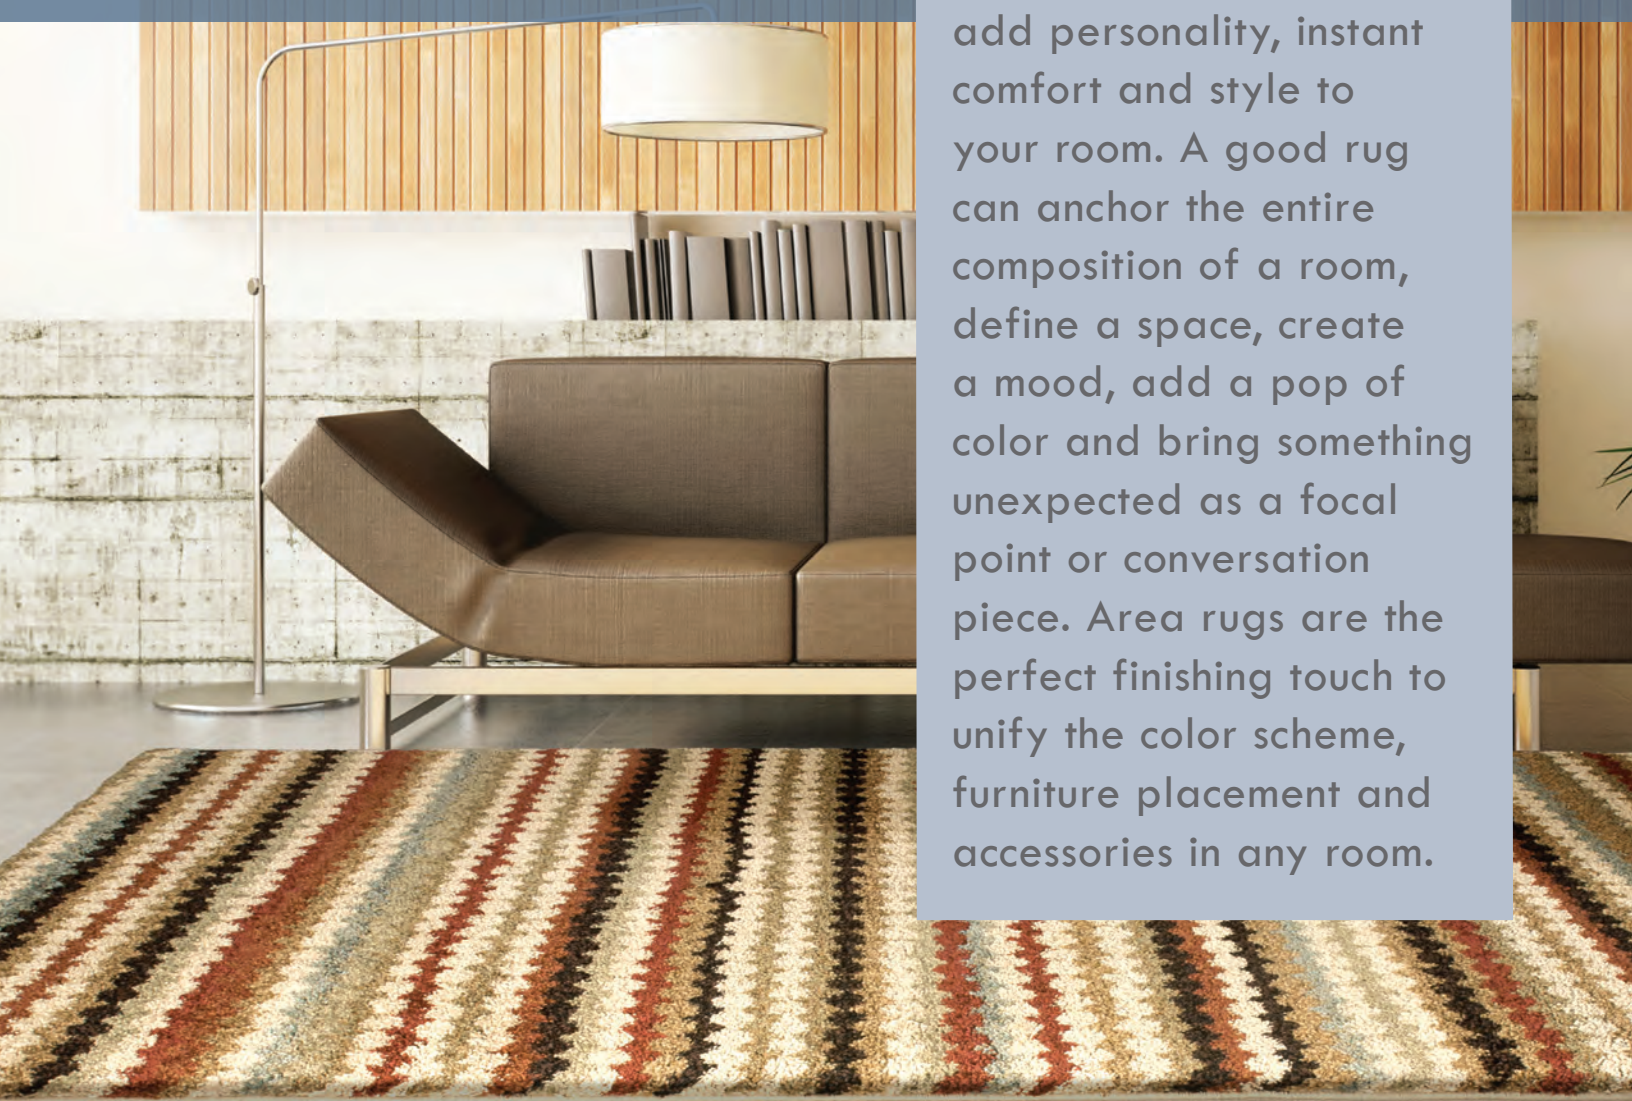 add personality, instant
comfort and style to
your room. A good rug
can anchor the entire
composition of a room,
define a space, create
a mood, add a pop of
color and bring something
unexpected as a focal
point or conversation
piece. Area rugs are the
perfect finishing touch to
unify the color scheme,
furniture placement and
accessories in any room.